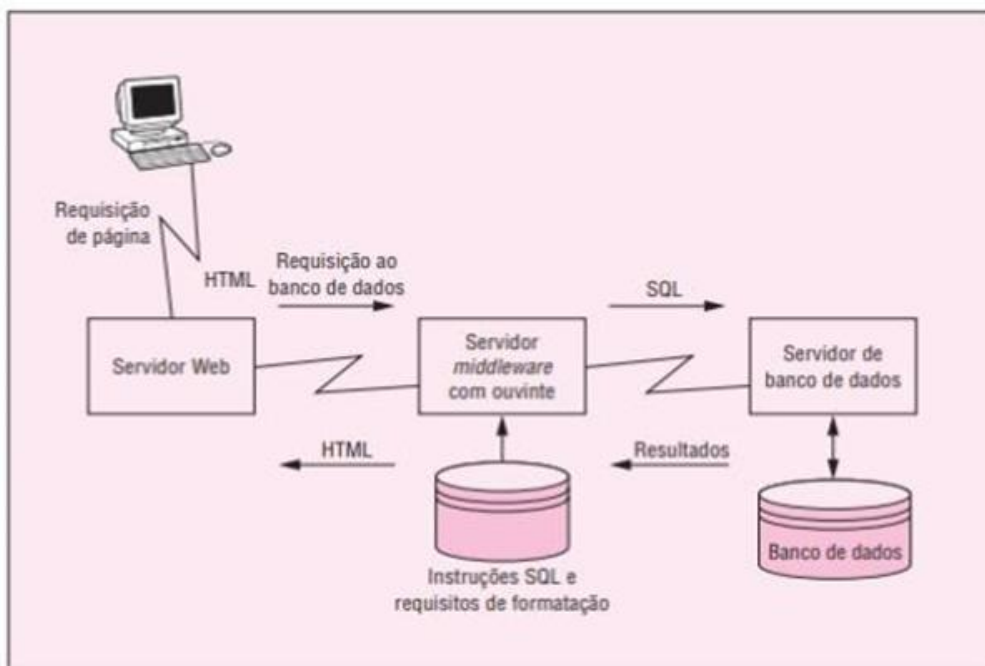 Requisição
de página
HTML
Requisição ao
banco de dados
SQL
Servidor Web
Servidor
middleware
com ouvinte
Servidor de
banco de dados
HTML
Resultados
Instruções SQL e
requisitos de formatação
Banco de dados